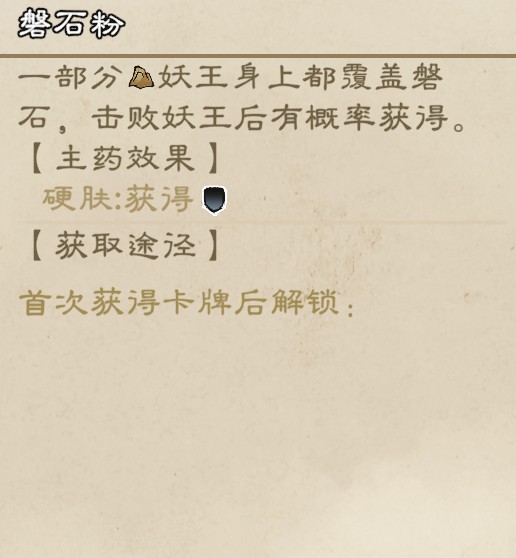 磐石粉
一部分妖王身上都覆盖磐
石，击败妖王后有概率获得。
【主药效果】
硬肤:获得
【获取途径】
首次获得卡牌后解锁：